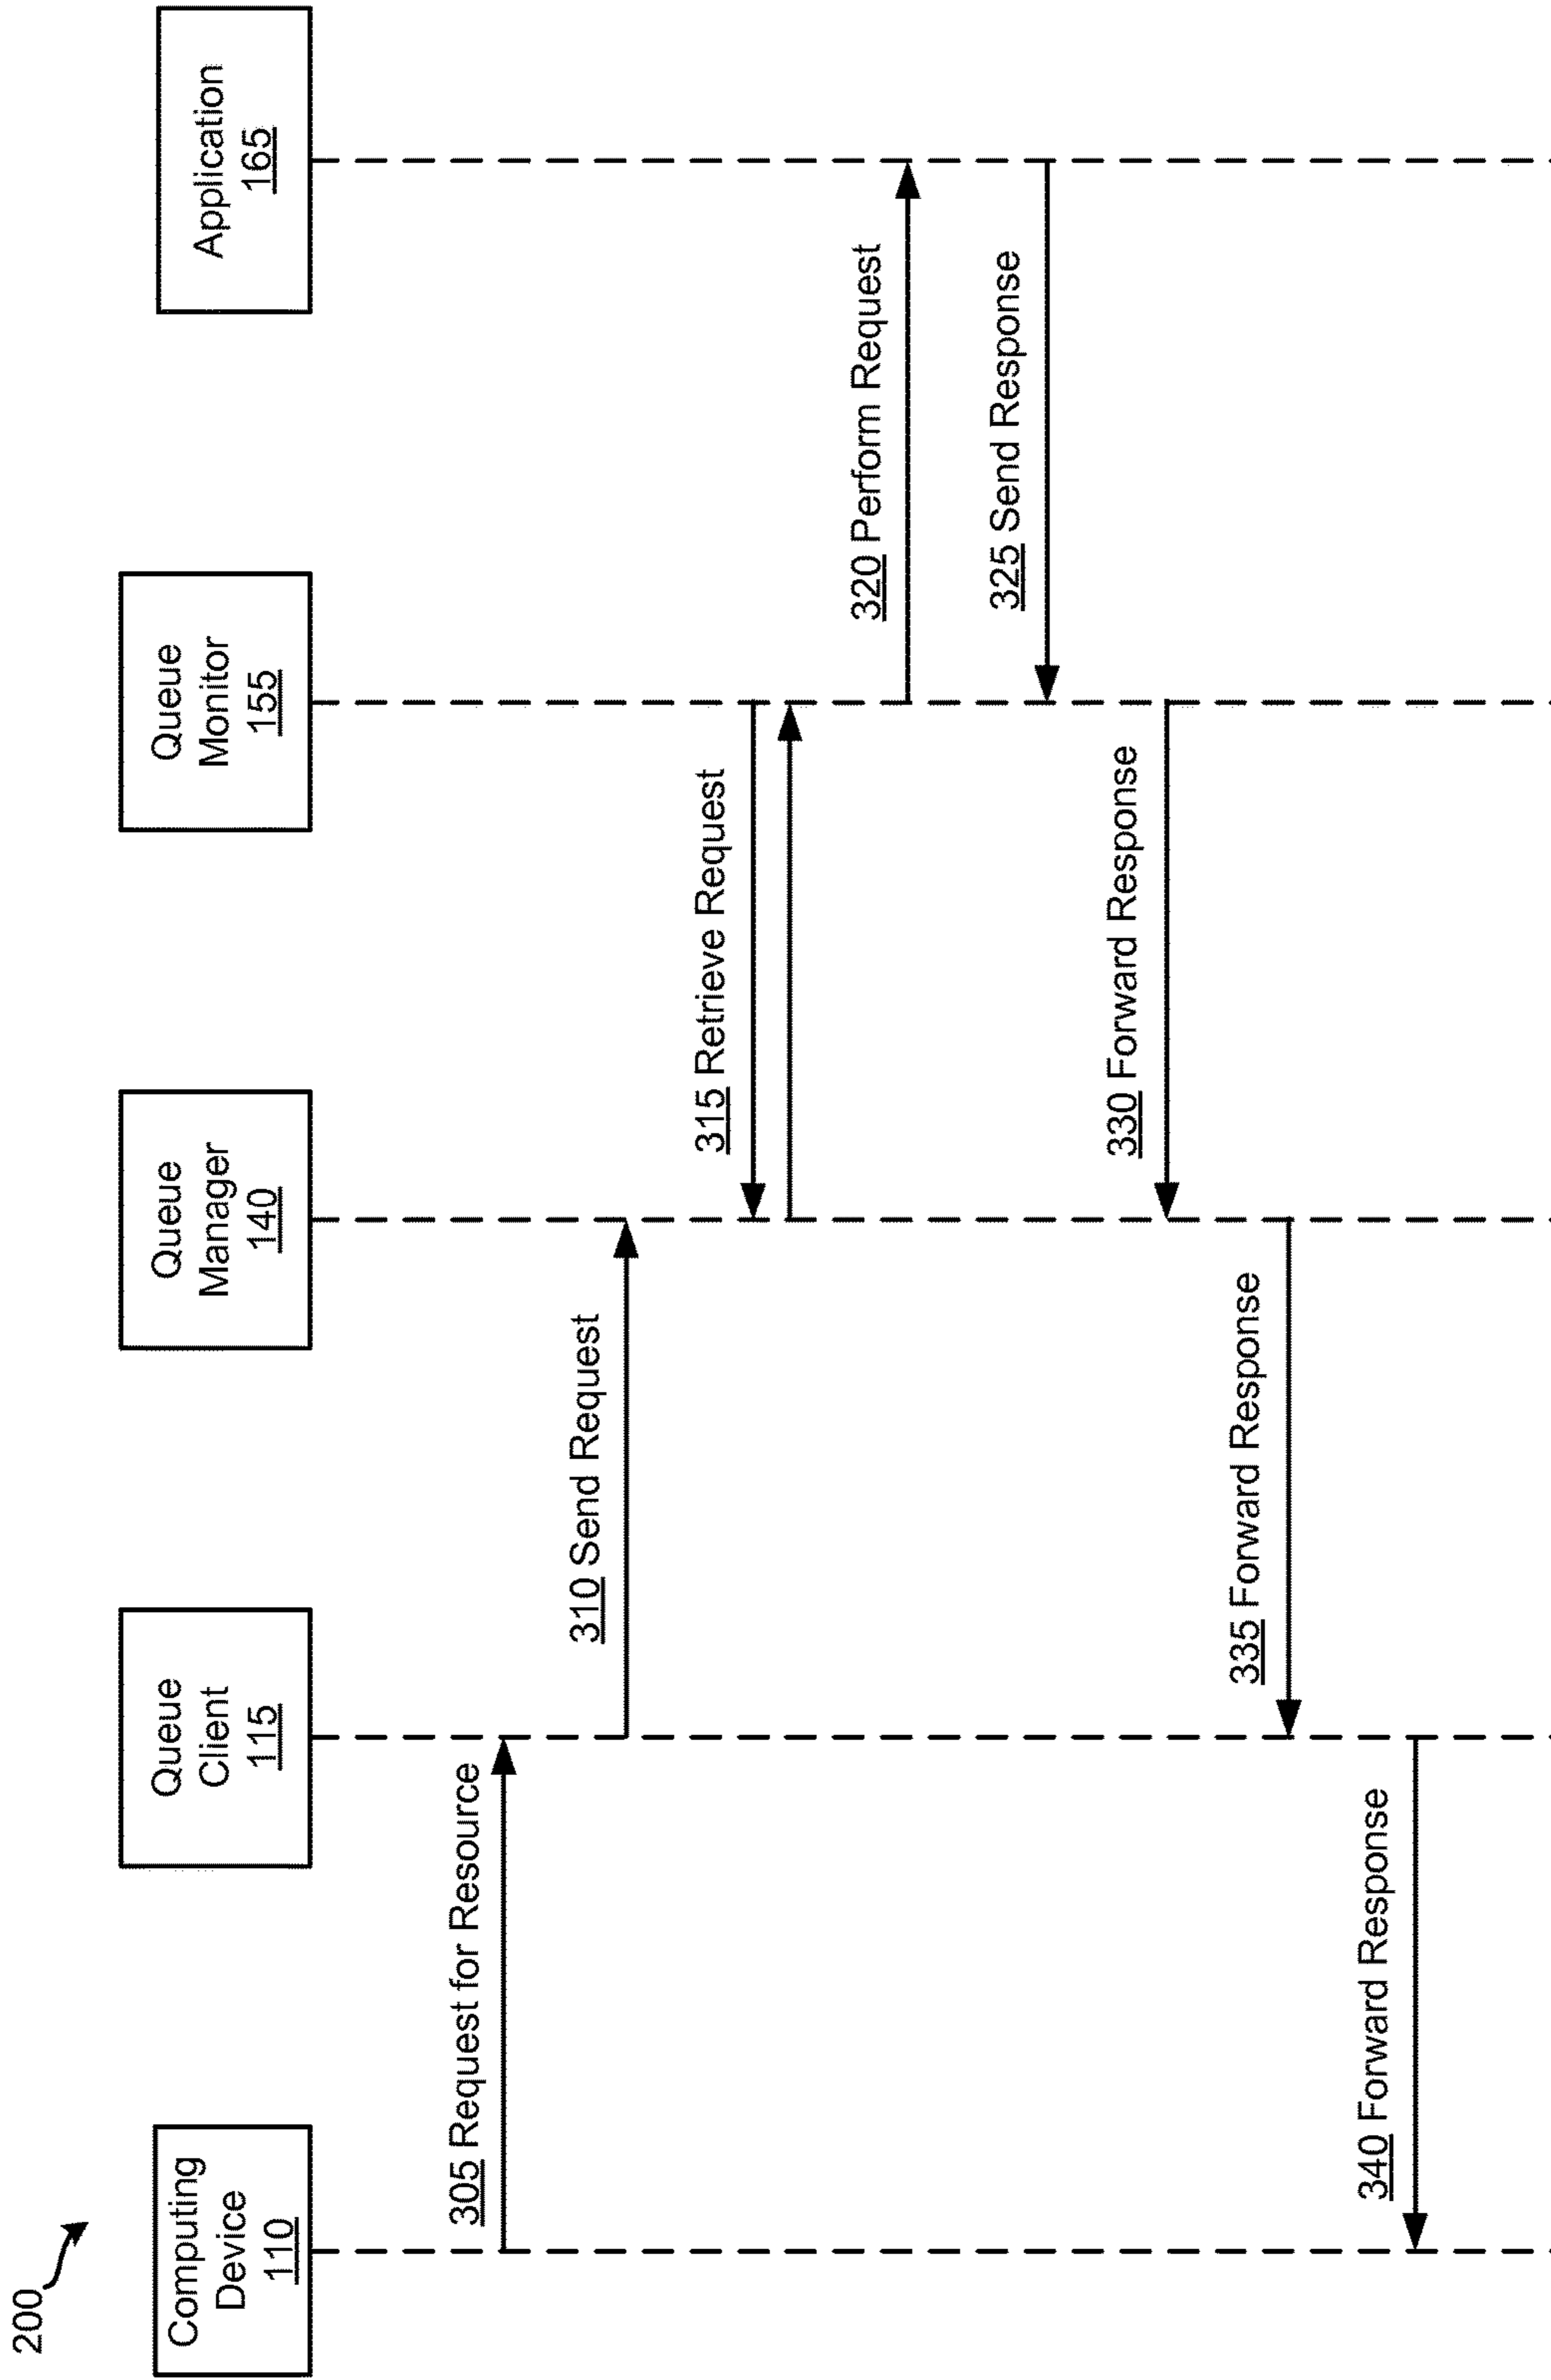 200
Computing
Device
110
Queue
Client
115
Queue
Manager
140
Queue
Monitor
155
Application
165
305 Request for Resource
310 Send Request
315 Retrieve Request
320 Perform Request
325 Send Response
330 Forward Response
335 Forward Response
340 Forward Response